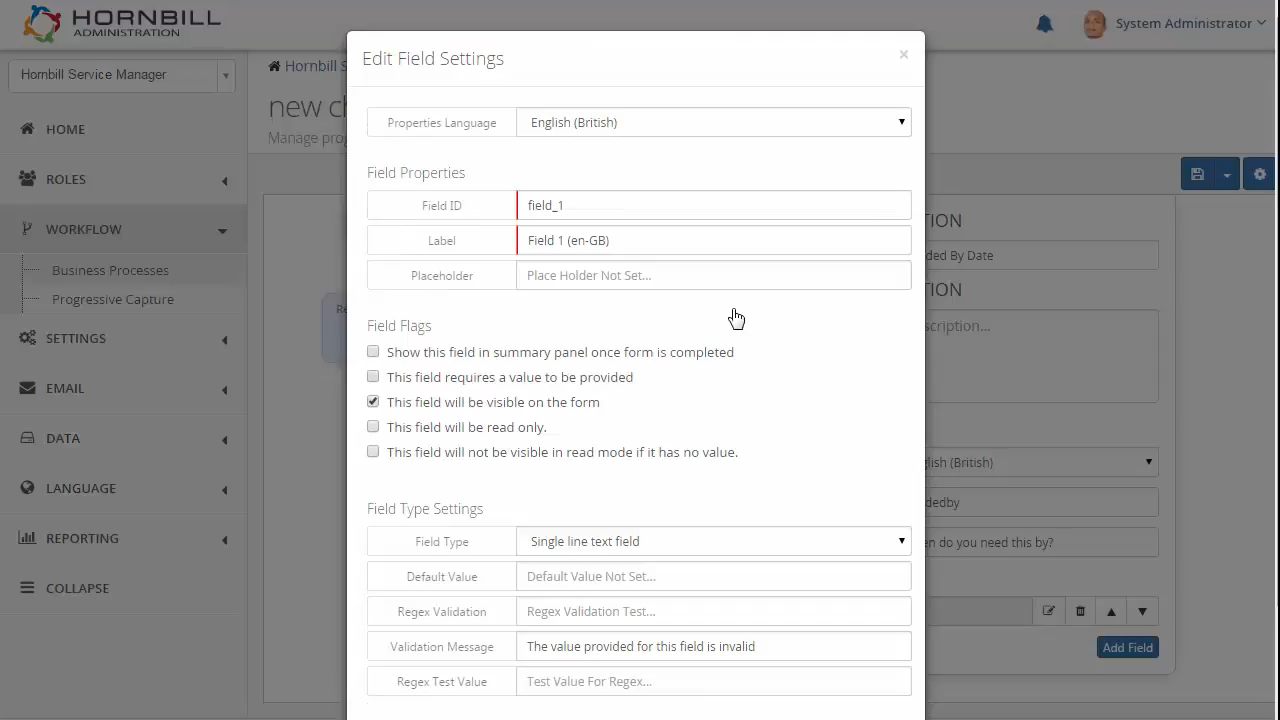 HORNBILL
ADMINISTRATION
System Administrator
Hornbill Service Manager
HOME
ROLES
WORKFLOW
Business Processes
Progressive Capture
SETTINGS
EMAIL
DATA
LANGUAGE
REPORTING
COLLAPSE
Hornbill S
new ch
Manage pro
Re
Edit Field Settings
×
Properties Language English (British)
Field Properties
Field ID field_1
Label Field 1 (en-GB)
Placeholder Place Holder Not Set...
Field Flags
Show this field in summary panel once form is completed
This field requires a value to be provided
This field will be visible on the form
This field will be read only.
This field will not be visible in read mode if it has no value.
Field Type Settings
Field Type Single line text field
Default Value Default Value Not Set...
Regex Validation Regex Validation Test...
Validation Message The value provided for this field is invalid
Regex Test Value Test Value For Regex...
TION
ded By Date
TION
scription...
glish (British)
dedby
en do you need this by?
Add Field